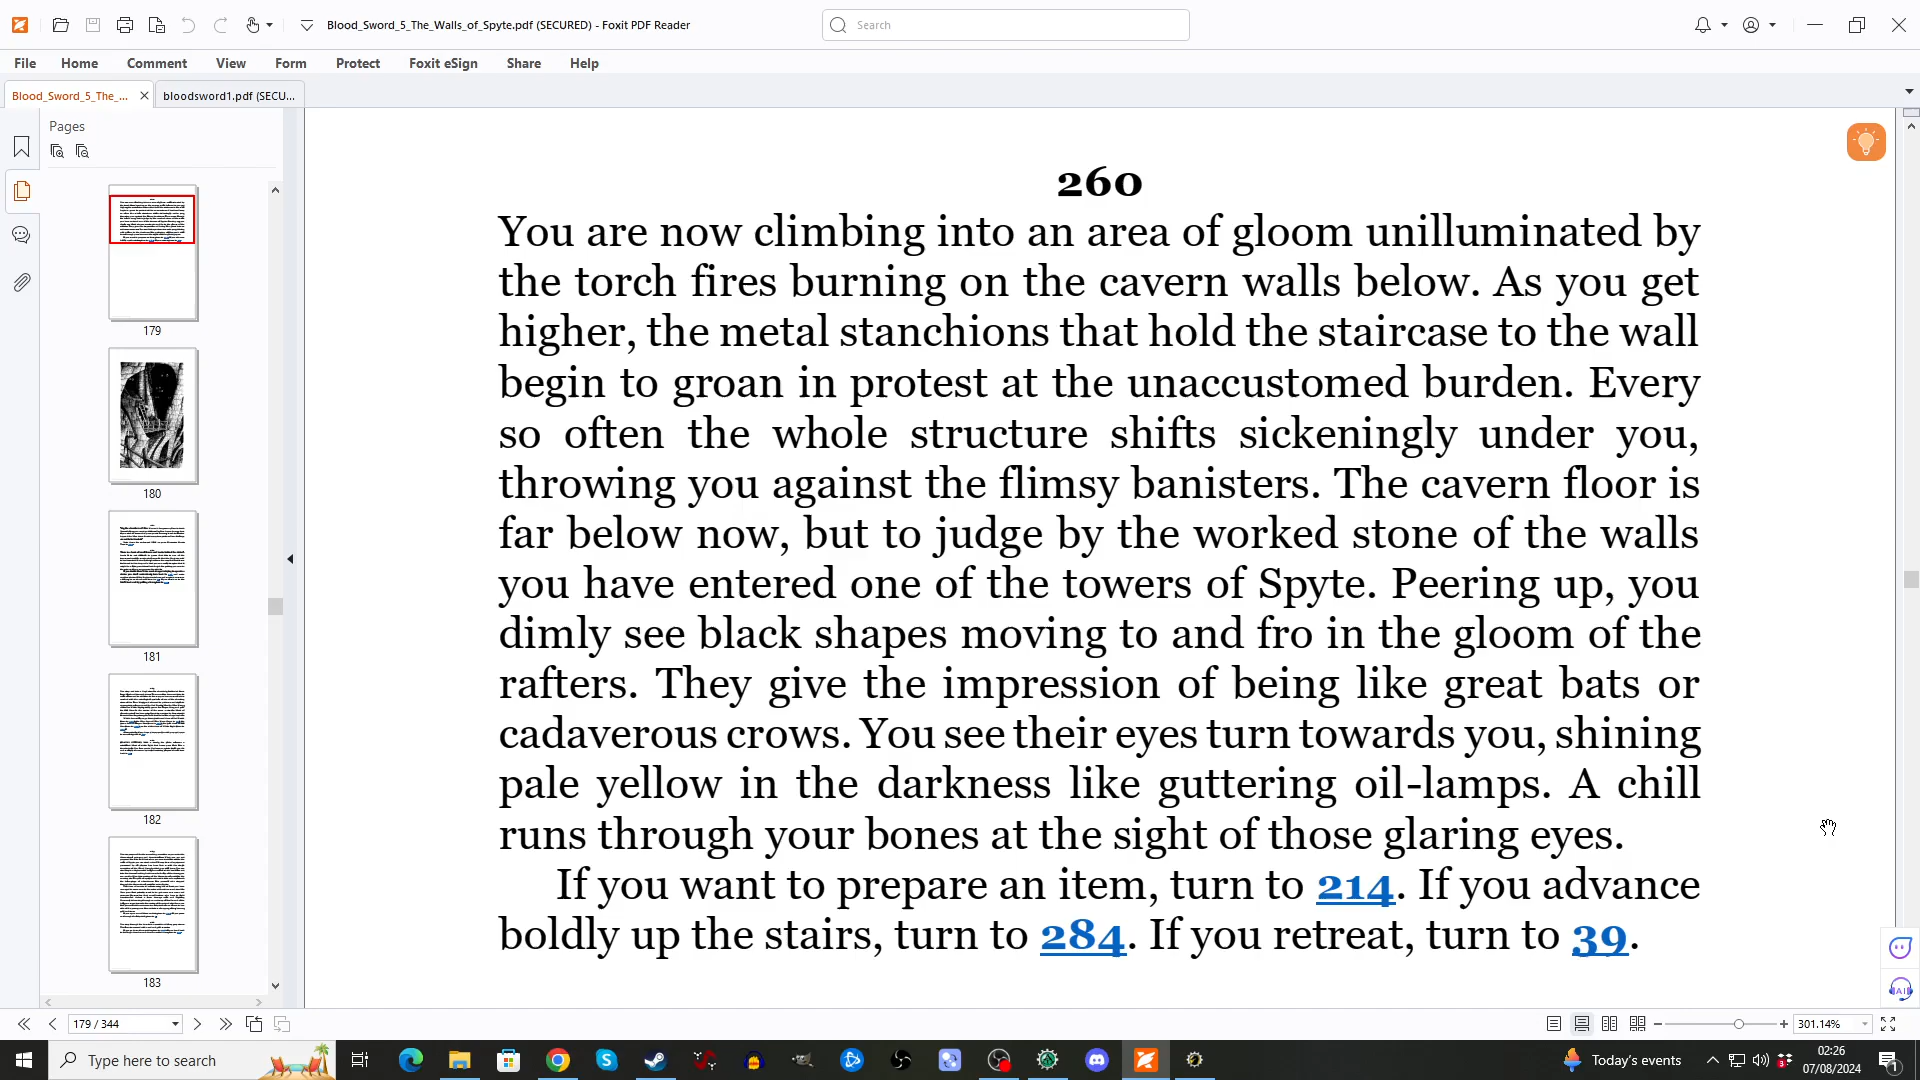 Blood_Sword_5_The_Walls_of_Spyte.pdf (SECURED) - Foxit PDF Reader
Search
File Home Comment View Form Protect Foxit eSign Share Help
Blood_Sword_5_The_... bloodsword1.pdf (SECU...
Pages
179
180
181
182
183
260
You are now climbing into an area of gloom unilluminated by
the torch fires burning on the cavern walls below. As you get
higher, the metal stanchions that hold the staircase to the wall
begin to groan in protest at the unaccustomed burden. Every
so often the whole structure shifts sickeningly under you,
throwing you against the flimsy banisters. The cavern floor is
far below now, but to judge by the worked stone of the walls
you have entered one of the towers of Spyte. Peering up, you
dimly see black shapes moving to and fro in the gloom of the
rafters. They give the impression of being like great bats or
cadaverous crows. You see their eyes turn towards you, shining
pale yellow in the darkness like guttering oil-lamps. A chill
runs through your bones at the sight of those glaring eyes.
If you want to prepare an item, turn to 214. If you advance
boldly up the stairs, turn to 284. If you retreat, turn to 39.
AI
179 / 344
301.14%
Type here to search
Today's events
02:26
07/08/2024
1